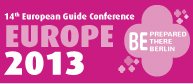 14th European Guide Conference
EUROPE
2013
BE PREPARED
THERE
BERLIN